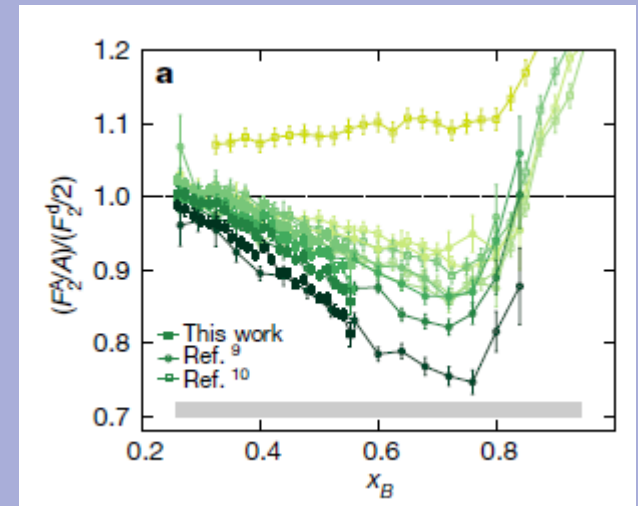 a
1.2
1.1
1.0
0.9
0.8
0.7
(F₂ᴬ/A)/(F₂ᵈ/2)
This work
Ref. ⁹
Ref. ¹⁰
0.2 0.4 0.6 0.8
x_B